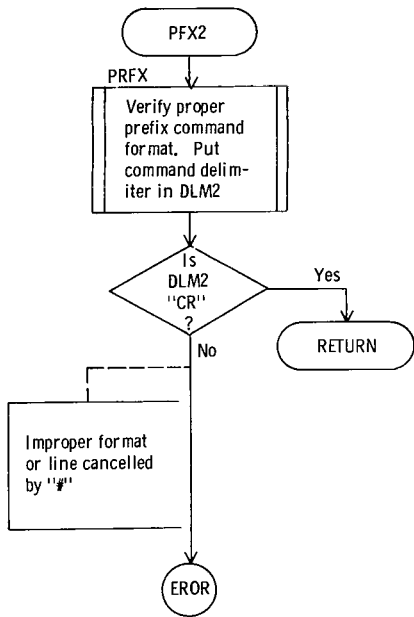 PFX2
PRFX
Verify proper
prefix command
format. Put
command delim-
iter in DLM2
Is
DLM2
"CR"
?
Yes
RETURN
No
Improper format
or line cancelled
by "#"
EROR